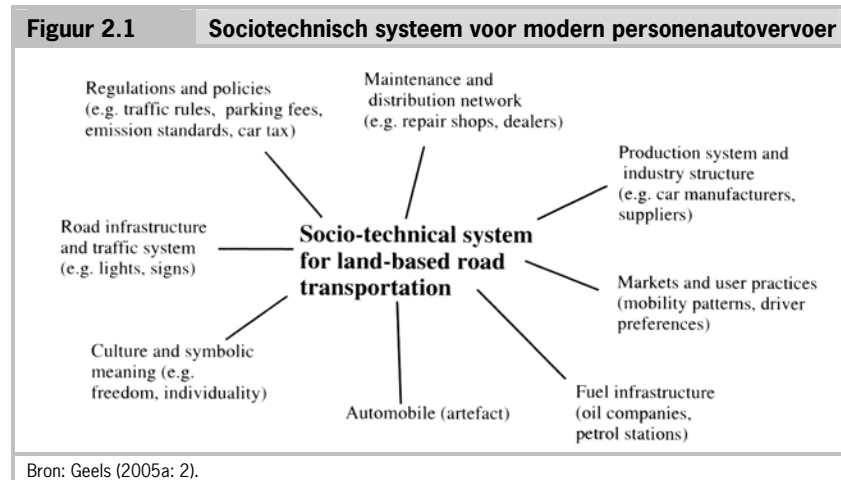 Figuur 2.1 Sociotechnisch systeem voor modern personenautovervoer
Regulations and policies
(e.g. traffic rules, parking fees,
emission standards, car tax)
Maintenance and
distribution network
(e.g. repair shops, dealers)
Production system and
industry structure
(e.g. car manufacturers,
suppliers)
Road infrastructure
and traffic system
(e.g. lights, signs)
Socio-technical system
for land-based road
transportation
Markets and user practices
(mobility patterns, driver
preferences)
Culture and symbolic
meaning (e.g.
freedom, individuality)
Automobile (artefact)
Fuel infrastructure
(oil companies,
petrol stations)
Bron: Geels (2005a: 2).